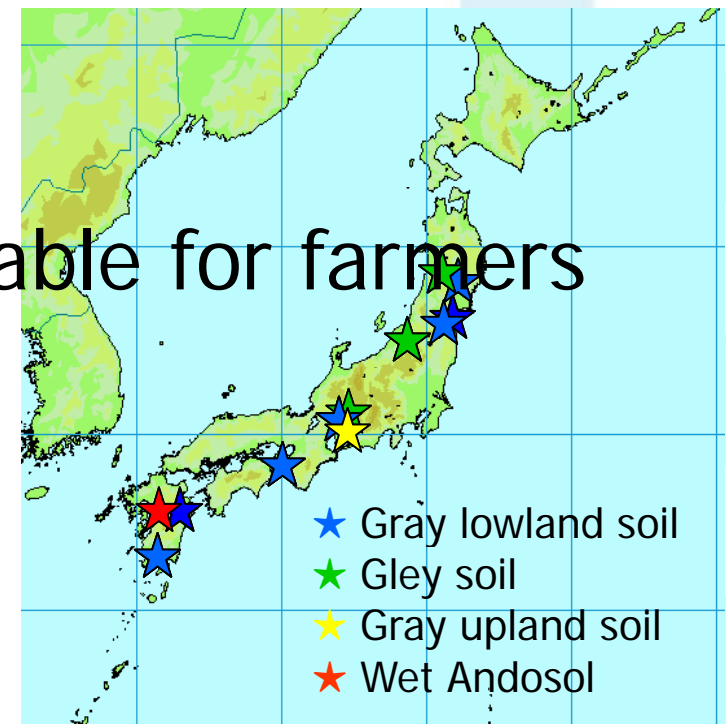 able for farmers
Gray lowland soil
Gley soil
Gray upland soil
Wet Andosol